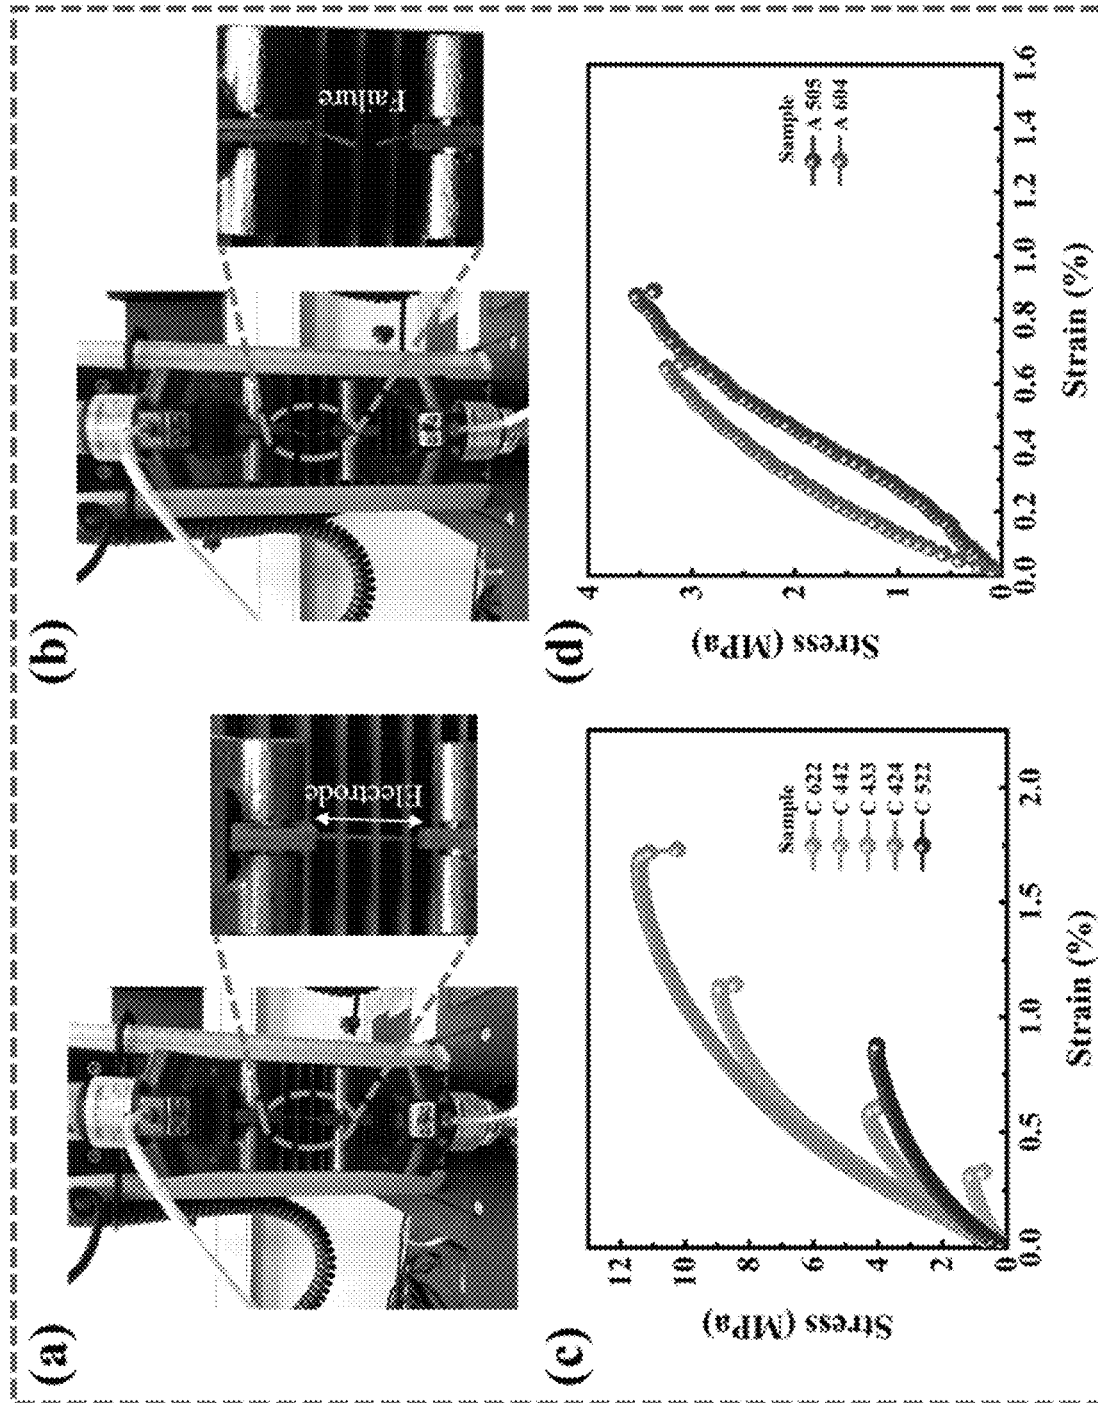 (a)
Electrode
(b)
Failure
(c)
Stress (MPa)
12
10
8
6
4
2
0
0.0
0.5
1.0
1.5
2.0
Strain (%)
Sample
C 622
C 442
C 433
C 424
C 522
(d)
Stress (MPa)
4
3
2
1
0
0.0
0.2
0.4
0.6
0.8
1.0
1.2
1.4
1.6
Strain (%)
Sample
A 505
A 604